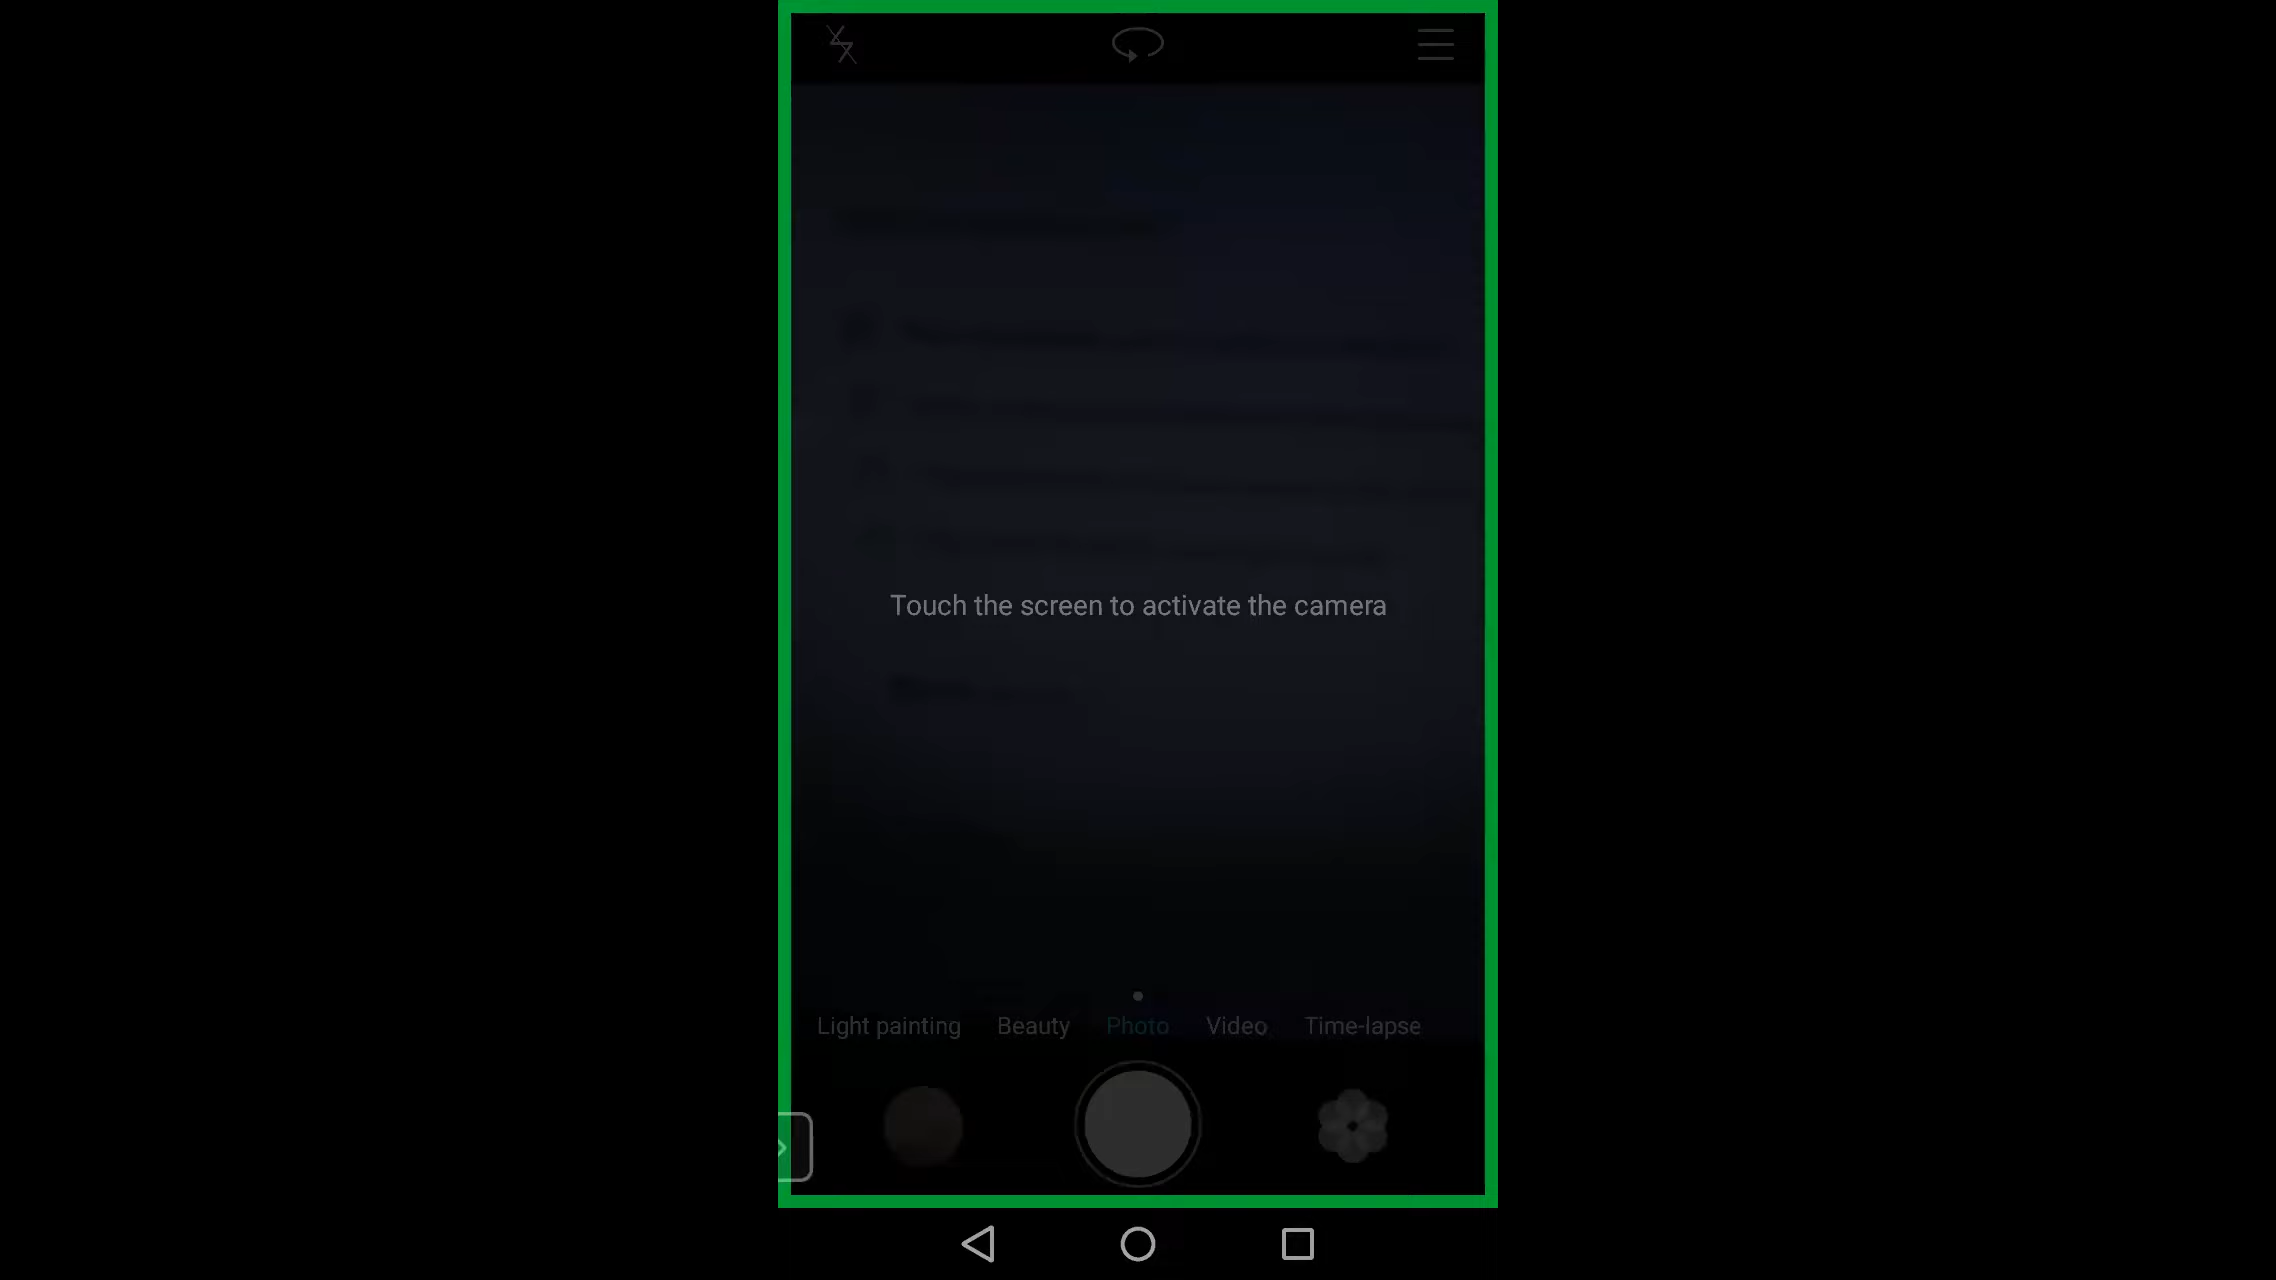 Touch the screen to activate the camera
Light painting Beauty Photo Video Time-lapse